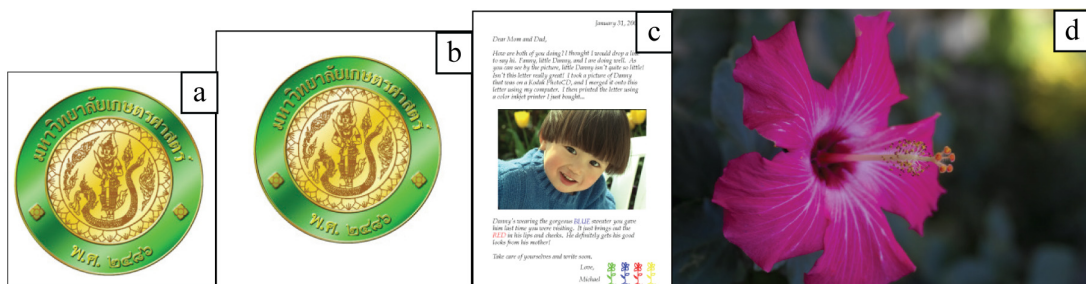 a
มหาวิทยาลัยเกษตรศาสตร์
พ.ศ. ๒๔๘๖
b
มหาวิทยาลัยเกษตรศาสตร์
พ.ศ. ๒๔๘๖
c
January 31, 200
Dear Mom and Dad,
How are both of you doing? I thought I would drop a line
to say hi. Fanny, little Danny, and I are doing well. As
you can see by the picture, little Danny isn't quite so little!
Isn't this letter really great! I took a picture of Danny
that was on a Kodak PhotoCD, and I merged it onto this
letter using my computer. I then printed the letter using
a color inkjet printer I just bought...
Danny's wearing the gorgeous BLUE sweater you gave
him last time you were visiting. It just brings out the
RED in his lips and cheeks. He definitely gets his good
looks from his mother!
Take care of yourselves and write soon.
Love,
Michael
d